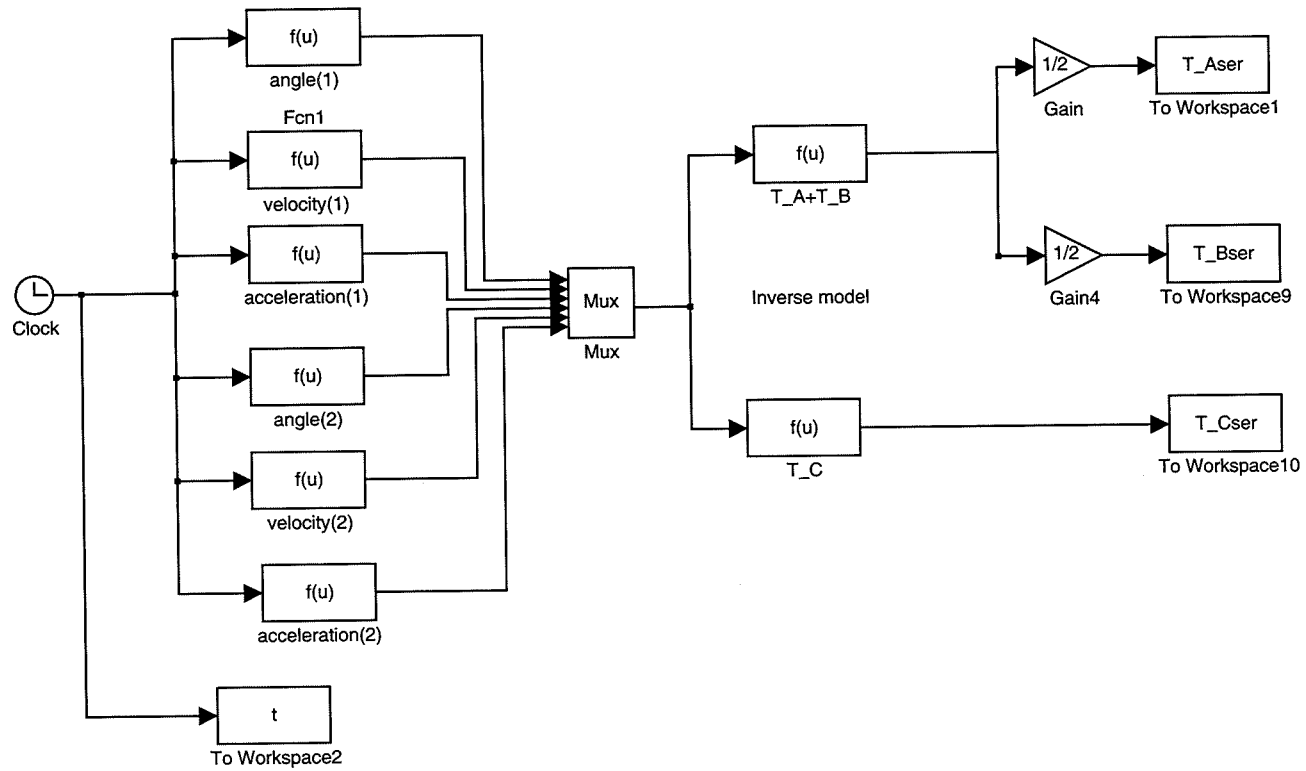 f(u)
angle(1)
Fcn1
f(u)
velocity(1)
f(u)
acceleration(1)
Clock
f(u)
angle(2)
f(u)
velocity(2)
f(u)
acceleration(2)
t
To Workspace2
Mux
Mux
f(u)
T_A+T_B
Inverse model
f(u)
T_C
1/2
Gain
T_Aser
To Workspace1
1/2
Gain4
T_Bser
To Workspace9
T_Cser
To Workspace10